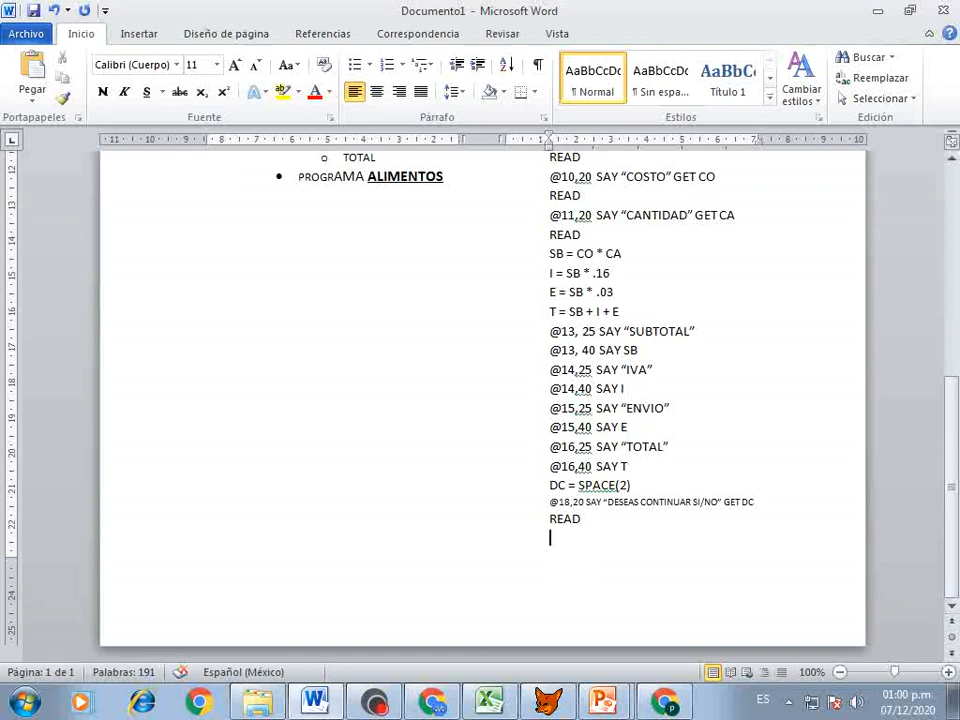 Documento1 - Microsoft Word
Archivo Inicio Insertar Diseño de página Referencias Correspondencia Revisar Vista
Calibri (Cuerpo) 11
Pegar
N K S abc
AaBbCcDc AaBbCcDc AaBbC
¶ Normal ¶ Sin espa... Título 1
Cambiar estilos
Buscar
Reemplazar
Seleccionar
Portapapeles Fuente Párrafo Estilos Edición
o TOTAL
• PROGRAMA ALIMENTOS
READ
@10,20 SAY “COSTO” GET CO
READ
@11,20 SAY “CANTIDAD” GET CA
READ
SB = CO * CA
I = SB * .16
E = SB * .03
T = SB + I + E
@13, 25 SAY “SUBTOTAL”
@13, 40 SAY SB
@14,25 SAY “IVA”
@14,40 SAY I
@15,25 SAY “ENVIO”
@15,40 SAY E
@16,25 SAY “TOTAL”
@16,40 SAY T
DC = SPACE(2)
@18,20 SAY “DESEAS CONTINUAR SI/NO” GET DC
READ
Página: 1 de 1 Palabras: 191 Español (México) 100%
ES 01:00 p.m.
07/12/2020